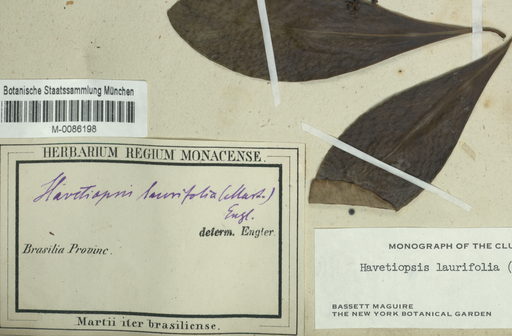 Botanische Staatssammlung München
M-0086198
HERBARIUM REGIUM MONACENSE.
Havetiopsis laurifolia (Mart.)
Engl.
determ. Engler.
Brasilia Provinc.
Martii iter brasiliense.
MONOGRAPH OF THE CLU
Havetiopsis laurifolia (
BASSETT MAGUIRE
THE NEW YORK BOTANICAL GARDEN